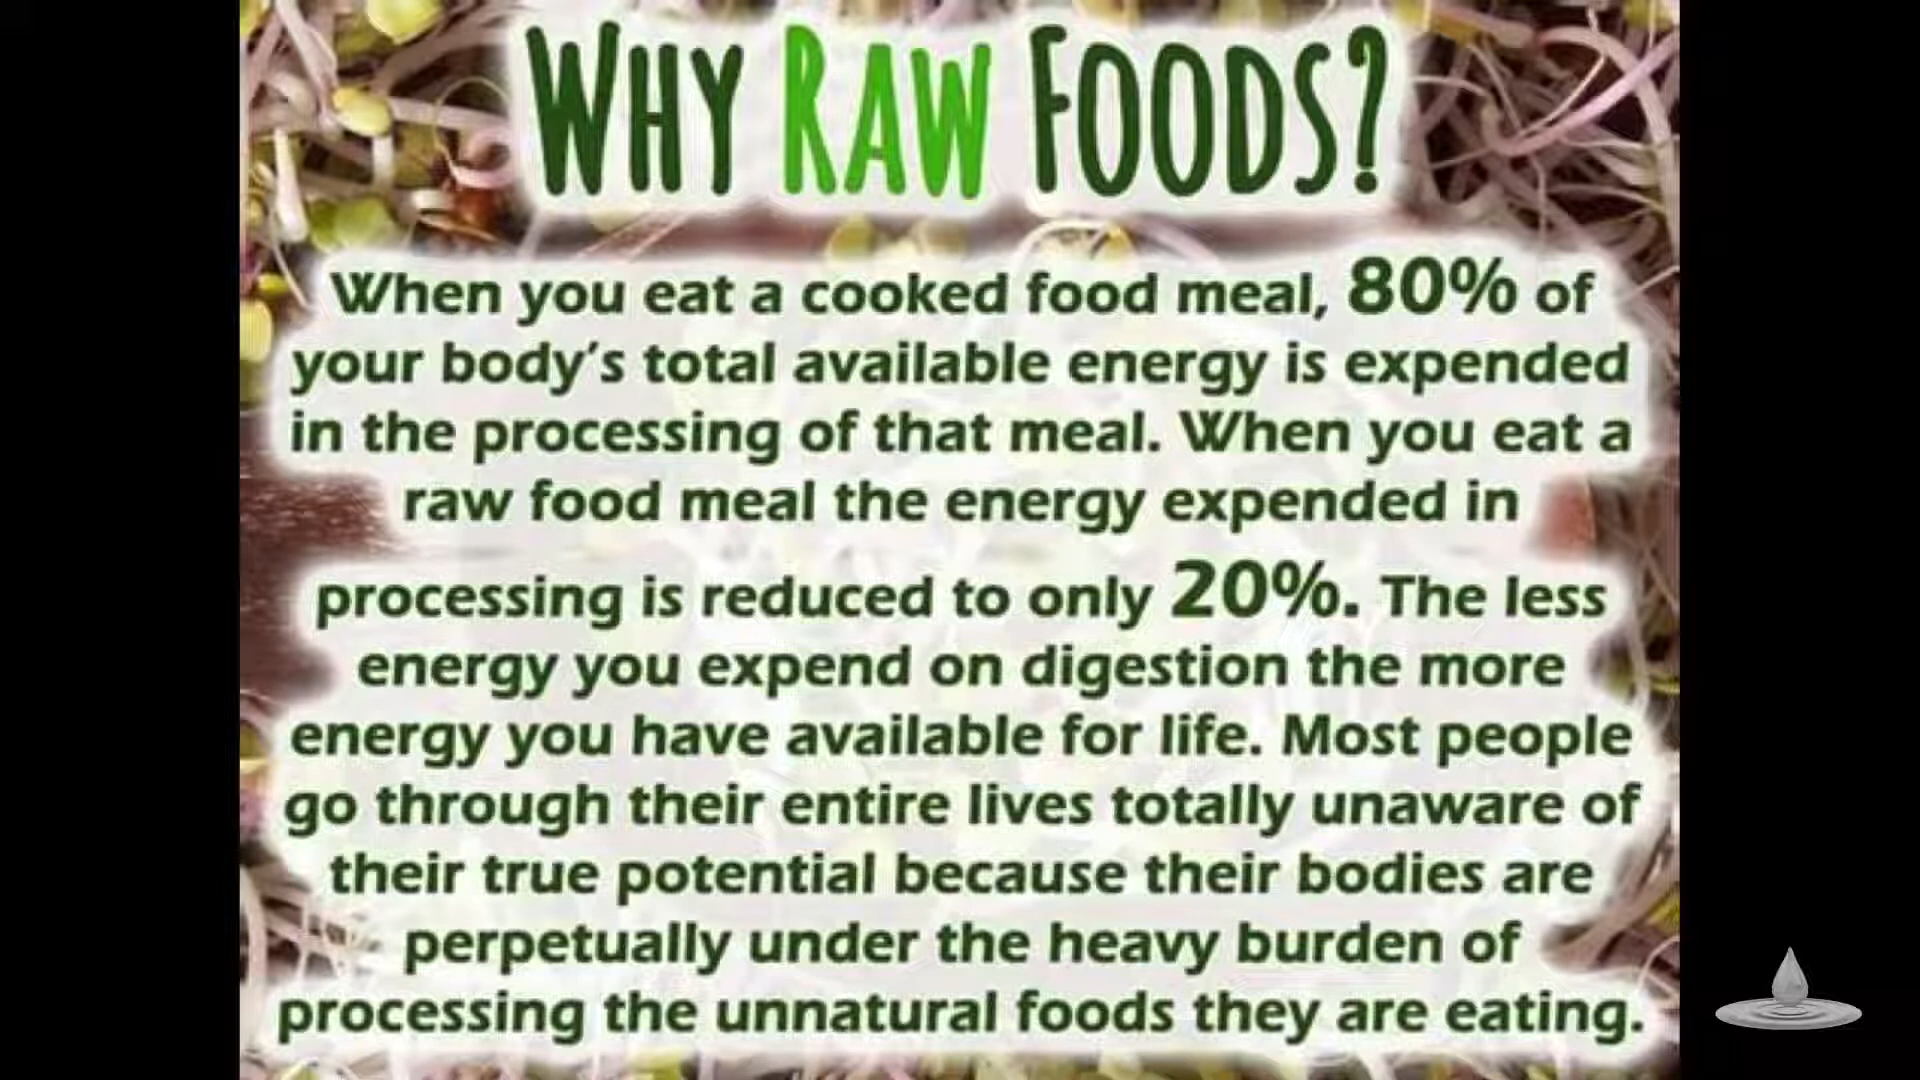 WHY RAW FOODS?
When you eat a cooked food meal, 80% of
your body's total available energy is expended
in the processing of that meal. When you eat a
raw food meal the energy expended in
processing is reduced to only 20%. The less
energy you expend on digestion the more
energy you have available for life. Most people
go through their entire lives totally unaware of
their true potential because their bodies are
perpetually under the heavy burden of
processing the unnatural foods they are eating.